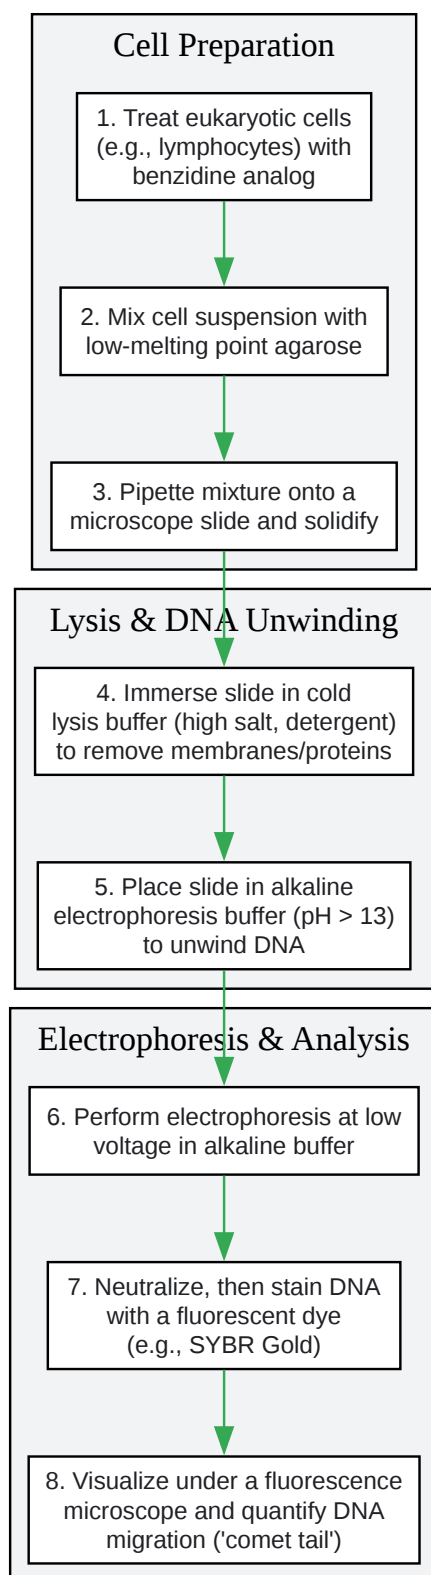 Cell Preparation
1. Treat eukaryotic cells
(e.g., lymphocytes) with
benzidine analog
2. Mix cell suspension with
low-melting point agarose
3. Pipette mixture onto a
microscope slide and solidify
Lysis & DNA Unwinding
4. Immerse slide in cold
lysis buffer (high salt, detergent)
to remove membranes/proteins
5. Place slide in alkaline
electrophoresis buffer (pH > 13)
to unwind DNA
Electrophoresis & Analysis
6. Perform electrophoresis at low
voltage in alkaline buffer
7. Neutralize, then stain DNA
with a fluorescent dye
(e.g., SYBR Gold)
8. Visualize under a fluorescence
microscope and quantify DNA
migration ('comet tail')